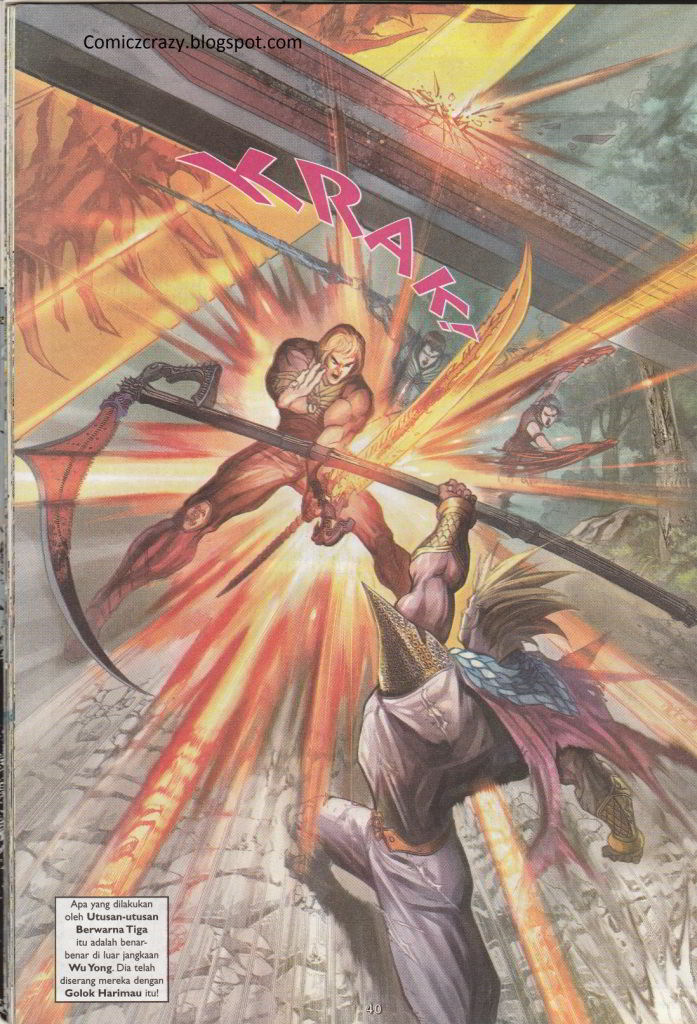 Comiczcrazy.blogspot.com
KRAK!
Apa yang dilakukan
oleh Utusan-utusan
Berwarna Tiga
itu adalah benar-
benar di luar jangkaan
Wu Yong. Dia telah
diserang mereka dengan
Golok Harimau itu!
40